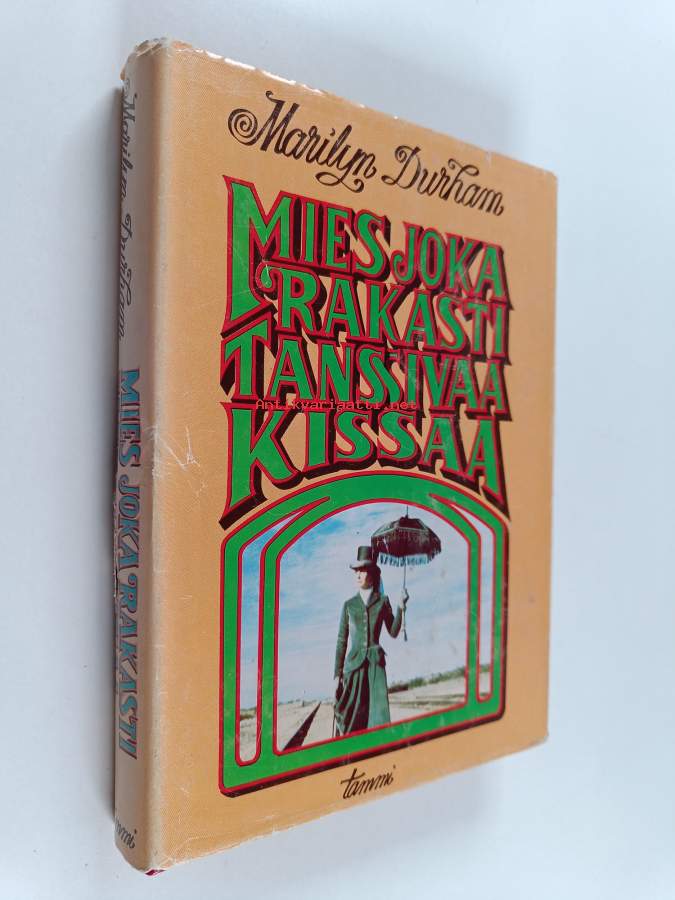 Marilyn Durham
MIES JOKA
RAKASTI
TANSSIVAA
KISSAA
Antikvariaatti.net
tammi
Marilyn Durham MIES JOKA RAKASTI